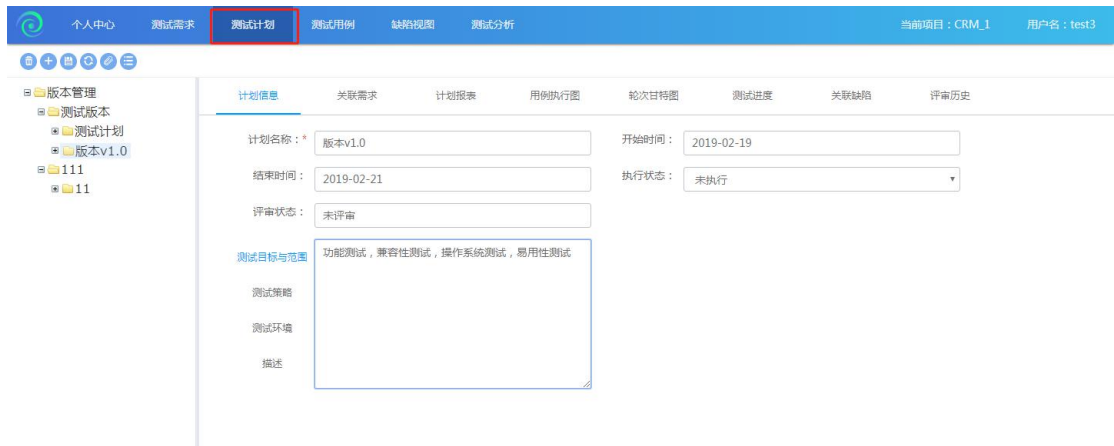 个人中心 测试需求 测试计划 测试用例 缺陷视图 测试分析 当前项目：CRM_1 用户名：test3
版本管理
测试版本
测试计划
版本v1.0
111
11
计划信息 关联需求 计划报表 用例执行图 轮次甘特图 测试进度 关联缺陷 评审历史
计划名称：* 版本v1.0 开始时间： 2019-02-19
结束时间： 2019-02-21 执行状态： 未执行
评审状态： 未评审
测试目标与范围 功能测试，兼容性测试，操作系统测试，易用性测试
测试策略
测试环境
描述